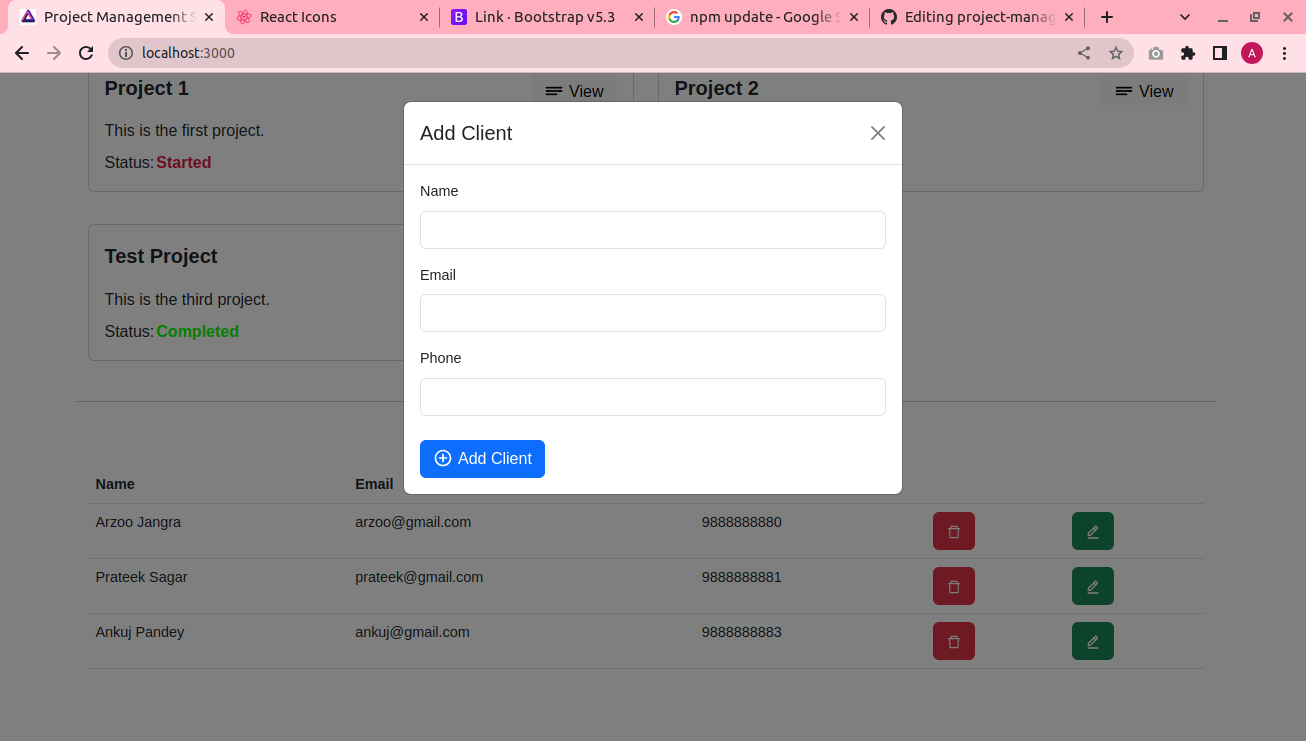 Project Management S
React Icons
Link · Bootstrap v5.3
npm update - Google S
Editing project-manag
localhost:3000
A
Project 1
View
This is the first project.
Status: Started
Project 2
View
Test Project
This is the third project.
Status: Completed
Add Client
Name
Email
Phone
Add Client
Name Email
Arzoo Jangra arzoo@gmail.com 9888888880
Prateek Sagar prateek@gmail.com 9888888881
Ankuj Pandey ankuj@gmail.com 9888888883